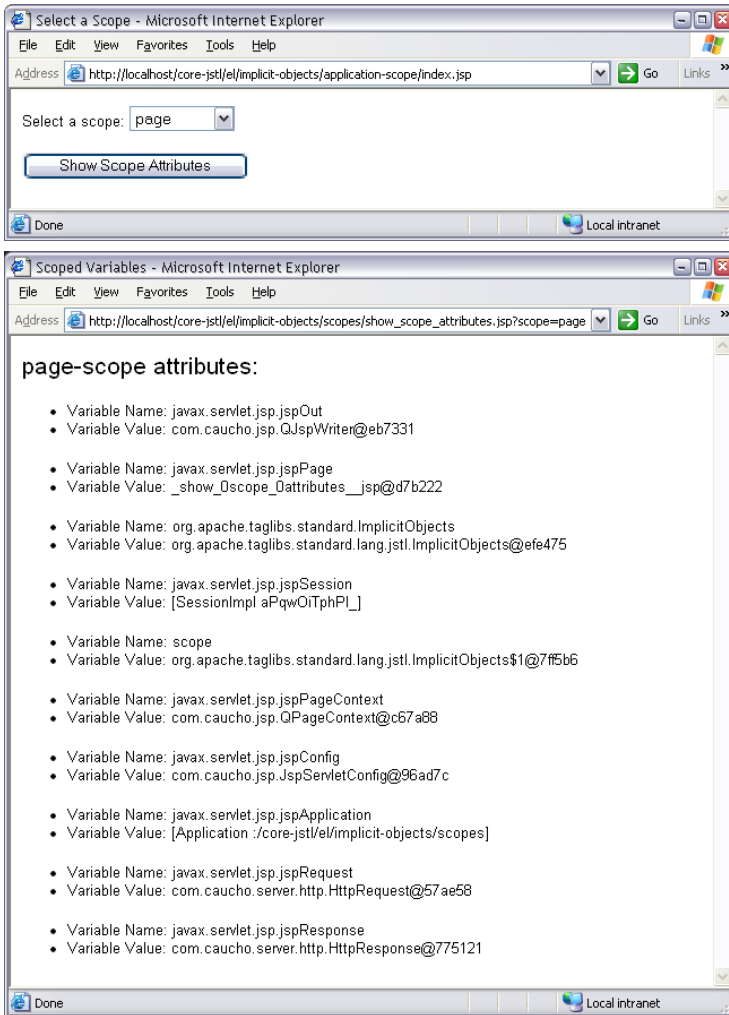 Select a Scope - Microsoft Internet Explorer
File Edit View Favorites Tools Help
Address http://localhost/core-jstl/el/implicit-objects/application-scope/index.jsp Go Links »
Select a scope: page
Show Scope Attributes
Done Local intranet
Scoped Variables - Microsoft Internet Explorer
File Edit View Favorites Tools Help
Address http://localhost/core-jstl/el/implicit-objects/scopes/show_scope_attributes.jsp?scope=page Go Links »
page-scope attributes:
• Variable Name: javax.servlet.jsp.jspOut
• Variable Value: com.caucho.jsp.QJspWriter@eb7331
• Variable Name: javax.servlet.jsp.jspPage
• Variable Value: _show_0scope_0attributes__jsp@d7b222
• Variable Name: org.apache.taglibs.standard.ImplicitObjects
• Variable Value: org.apache.taglibs.standard.lang.jstl.ImplicitObjects@efe475
• Variable Name: javax.servlet.jsp.jspSession
• Variable Value: [SessionImpl aPqwOiTphPI_]
• Variable Name: scope
• Variable Value: org.apache.taglibs.standard.lang.jstl.ImplicitObjects$1@7ff5b6
• Variable Name: javax.servlet.jsp.jspPageContext
• Variable Value: com.caucho.jsp.QPageContext@c67a88
• Variable Name: javax.servlet.jsp.jspConfig
• Variable Value: com.caucho.jsp.JspServletConfig@96ad7c
• Variable Name: javax.servlet.jsp.jspApplication
• Variable Value: [Application :/core-jstl/el/implicit-objects/scopes]
• Variable Name: javax.servlet.jsp.jspRequest
• Variable Value: com.caucho.server.http.HttpRequest@57ae58
• Variable Name: javax.servlet.jsp.jspResponse
• Variable Value: com.caucho.server.http.HttpResponse@775121
Done Local intranet